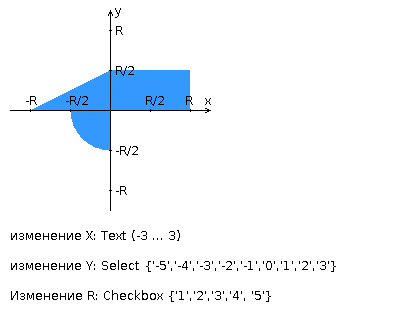 y
R
R/2
-R -R/2 R/2 R x
-R/2
-R
изменение X: Text (-3 ... 3)
изменение Y: Select {'-5','-4','-3','-2','-1','0','1','2','3'}
Изменение R: Checkbox {'1','2','3','4', '5'}